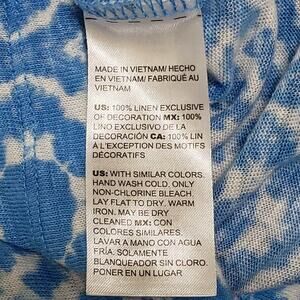 MADE IN VIETNAM/ HECHO
EN VIETNAM/ FABRIQUÉ AU
VIETNAM
US: 100% LINEN EXCLUSIVE
OF DECORATION MX: 100%
LINO EXCLUSIVO DE LA
DECORACIÓN CA: 100% LIN
À L'EXCEPTION DES MOTIFS
DÉCORATIFS
US: WITH SIMILAR COLORS.
HAND WASH COLD. ONLY
NON-CHLORINE BLEACH.
LAY FLAT TO DRY. WARM
IRON. MAY BE DRY
CLEANED MX: CON
COLORES SIMILARES.
LAVAR A MANO CON AGUA
FRÍA. SOLAMENTE
BLANQUEADOR SIN CLORO.
PONER EN UN LUGAR